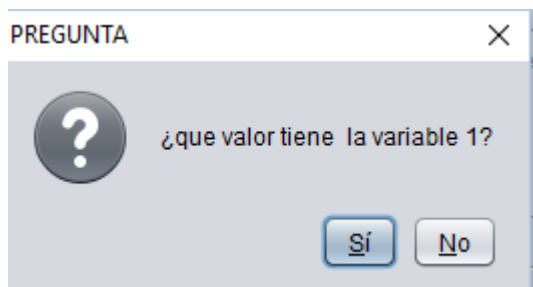 PREGUNTA
¿que valor tiene  la variable 1?
Sí No